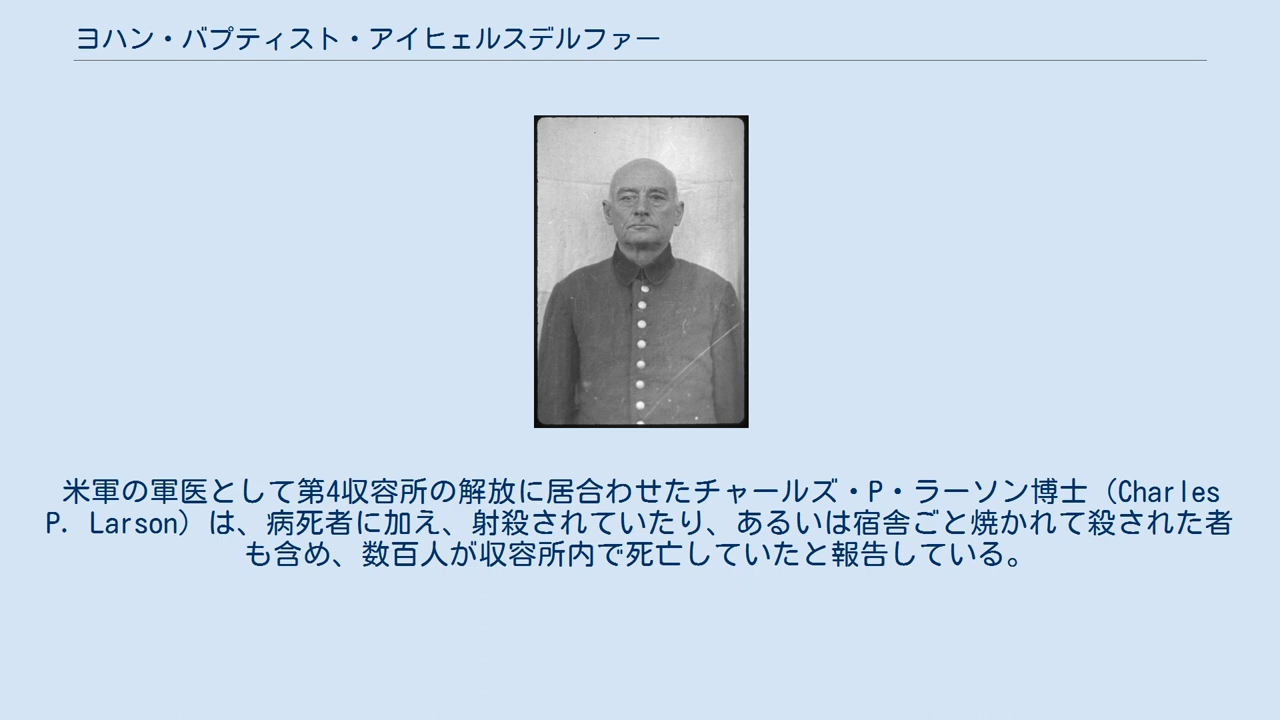 ヨハン・バプティスト・アイヒェルスデルファー
米軍の軍医として第4収容所の解放に居合わせたチャールズ・P・ラーソン博士（Charles
P. Larson）は、病死者に加え、射殺されていたり、あるいは宿舎ごと焼かれて殺された者
も含め、数百人が収容所内で死亡していたと報告している。